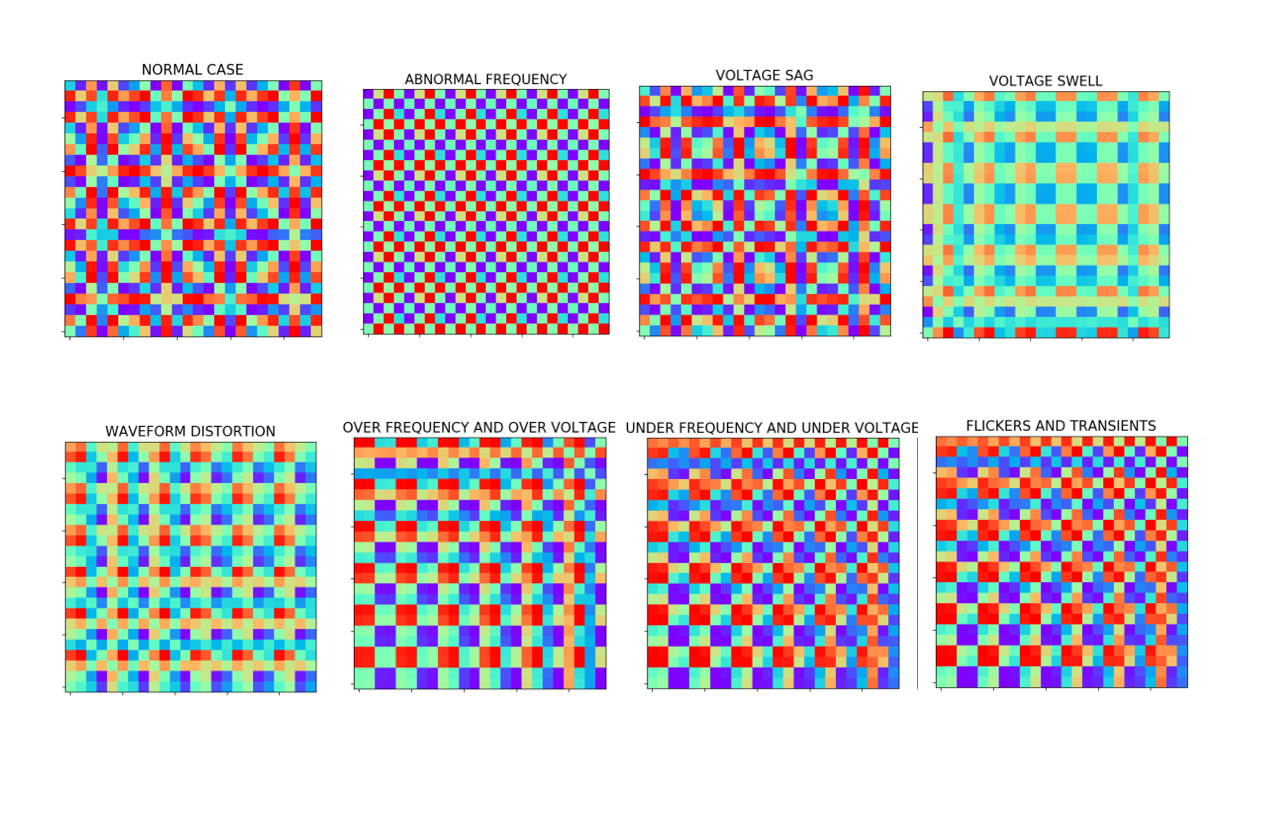 NORMAL CASE
ABNORMAL FREQUENCY
VOLTAGE SAG
VOLTAGE SWELL
WAVEFORM DISTORTION
OVER FREQUENCY AND OVER VOLTAGE
UNDER FREQUENCY AND UNDER VOLTAGE
FLICKERS AND TRANSIENTS